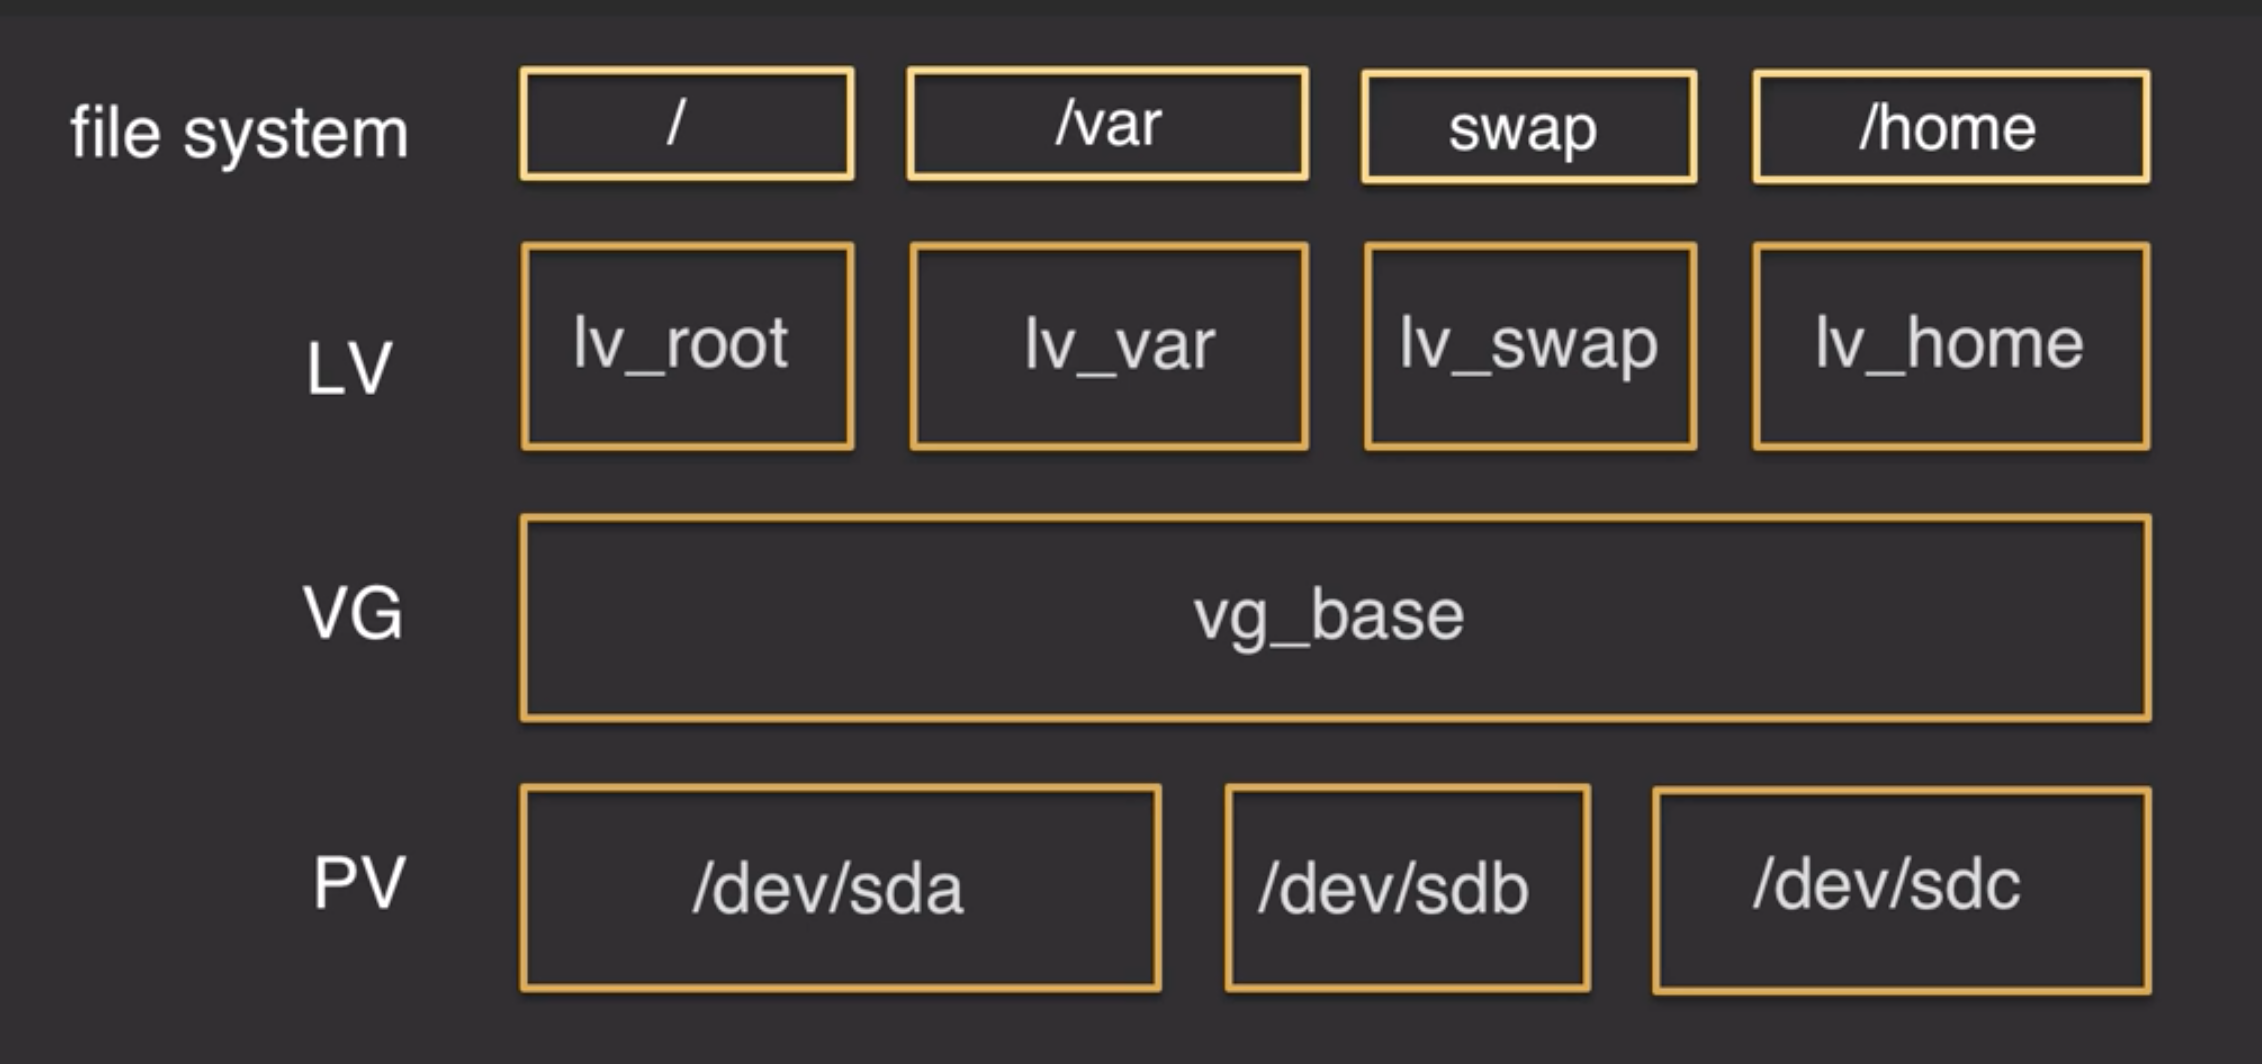 file system / /var swap /home
LV lv_root lv_var lv_swap lv_home
VG vg_base
PV /dev/sda /dev/sdb /dev/sdc